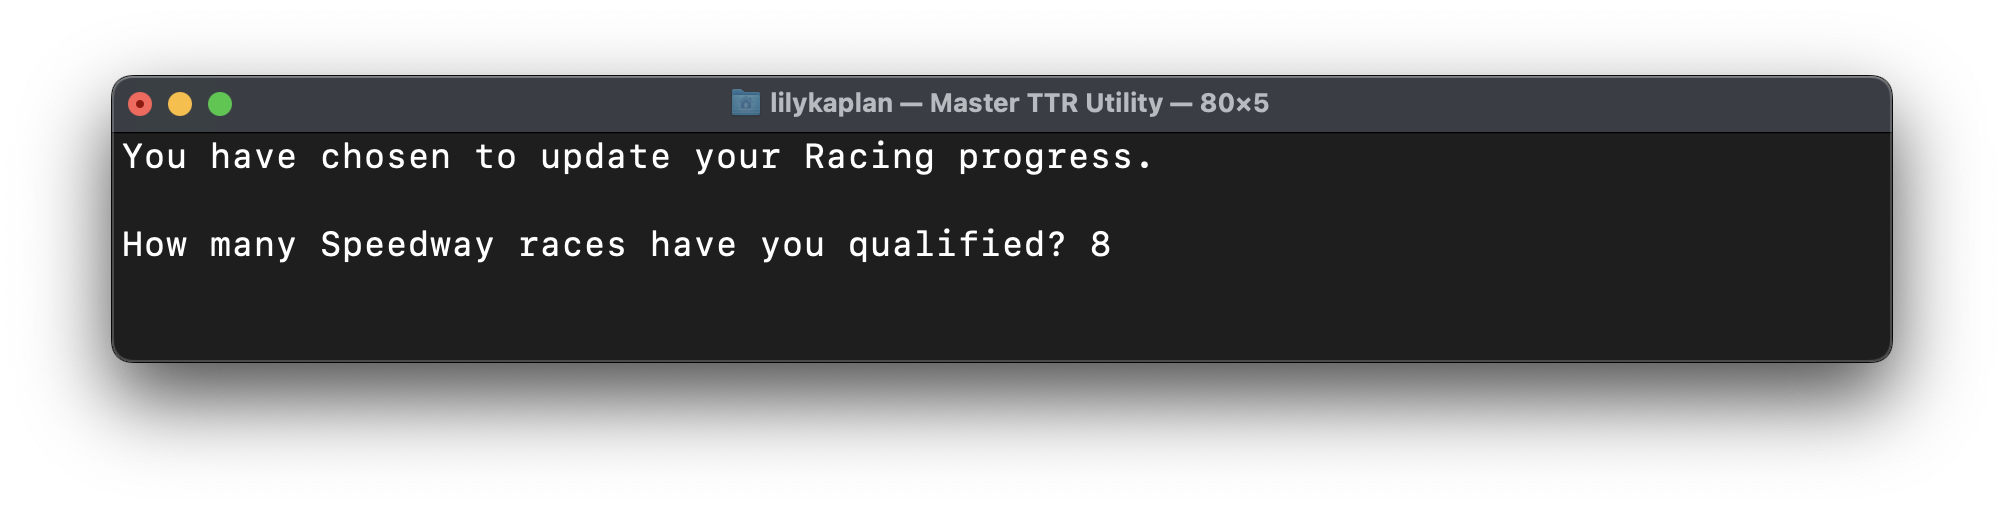 lilykaplan — Master TTR Utility — 80×5
You have chosen to update your Racing progress.
How many Speedway races have you qualified? 8